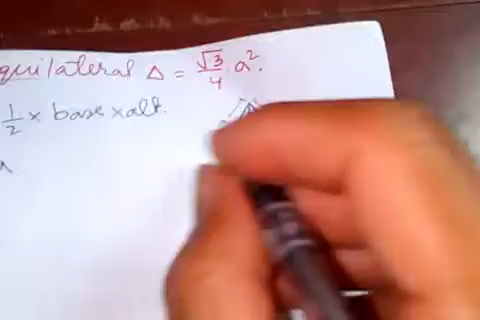 quilateral Δ = √3/4 a².
1/2 × base × alt.
a